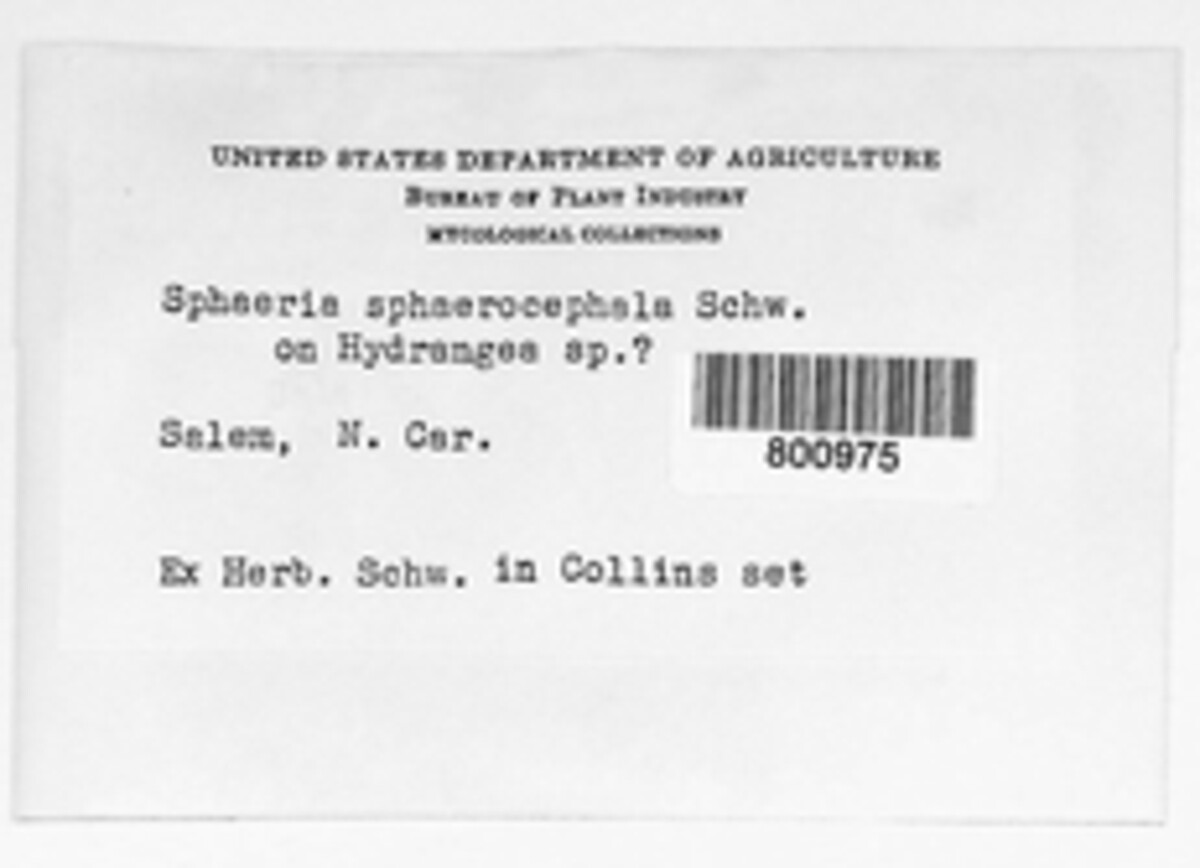 UNITED STATES DEPARTMENT OF AGRICULTURE
BUREAU OF PLANT INDUSTRY
MYCOLOGICAL COLLECTIONS
Sphaeria sphaerocephala Schw.
on Hydrangea sp.?
Salem, N. Car.
800975
Ex Herb. Schw. in Collins set